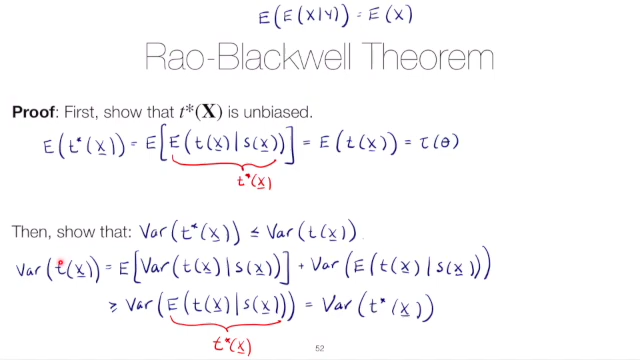 E(E(X|Y)) = E(X)
Rao-Blackwell Theorem
Proof: First, show that t*(X) is unbiased.
E(t*(x)) = E[E(t(x)|s(x))] = E(t(x)) = τ(θ)
t*(x)
Then, show that: Var(t*(x)) ≤ Var(t(x)).
Var(t(x)) = E[Var(t(x)|s(x))] + Var(E(t(x)|s(x)))
≥ Var(E(t(x)|s(x))) = Var(t*(x))
t*(x)
52